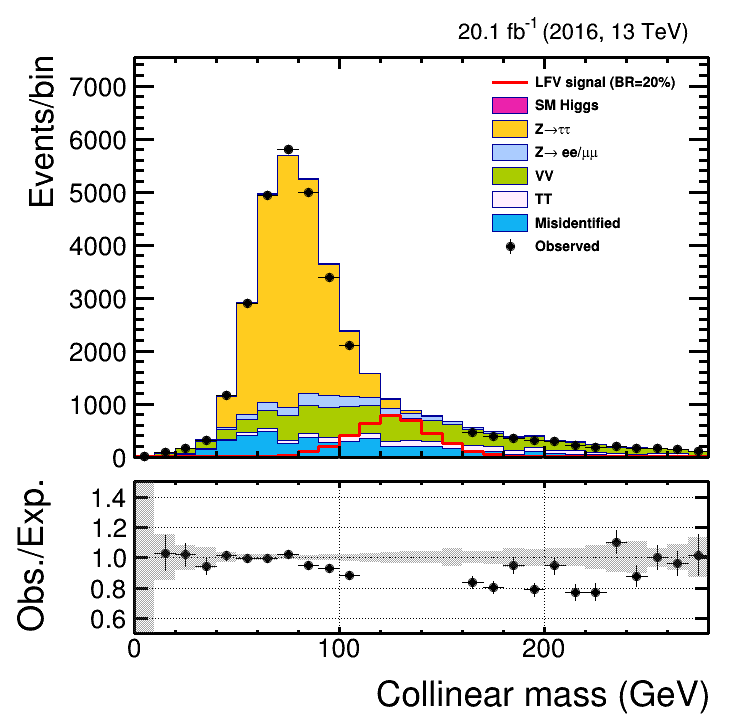 20.1 fb-1 (2016, 13 TeV)
Events/bin
7000
6000
5000
4000
3000
2000
1000
0
LFV signal (BR=20%)
SM Higgs
Z→ττ
Z→ ee/μμ
VV
TT
Misidentified
Observed
Obs./Exp.
1.4
1.2
1.0
0.8
0.6
0 100 200
Collinear mass (GeV)